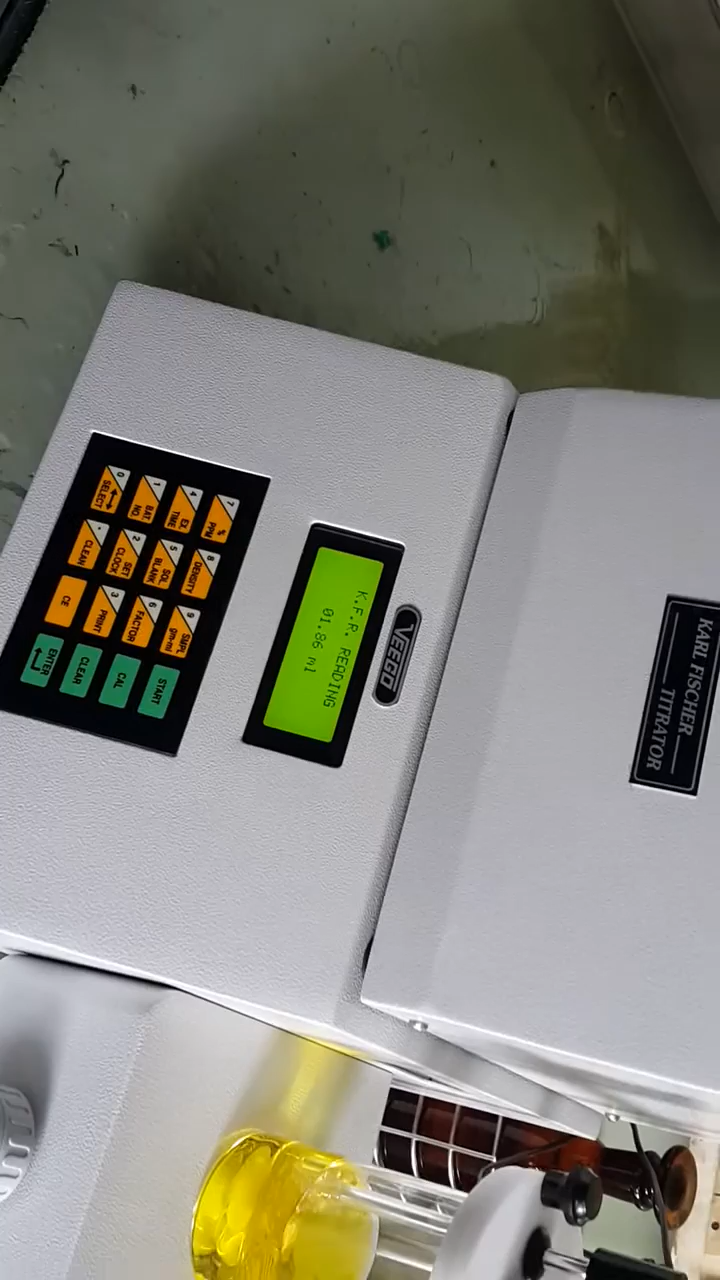 KARL FISCHER
TITRATOR
VEEGO
K.F.R. READING
01.86 ml
7 % PPM
8 DENSITY
9 SMPL gm-ml
START
4 EX. TIME
5 SOL. BLANK
6 FACTOR
CAL
1 BAT. NO.
2 CLOCK SET
3 PRINT
CLEAR
0 SELECT
CLEAN
CE
ENTER